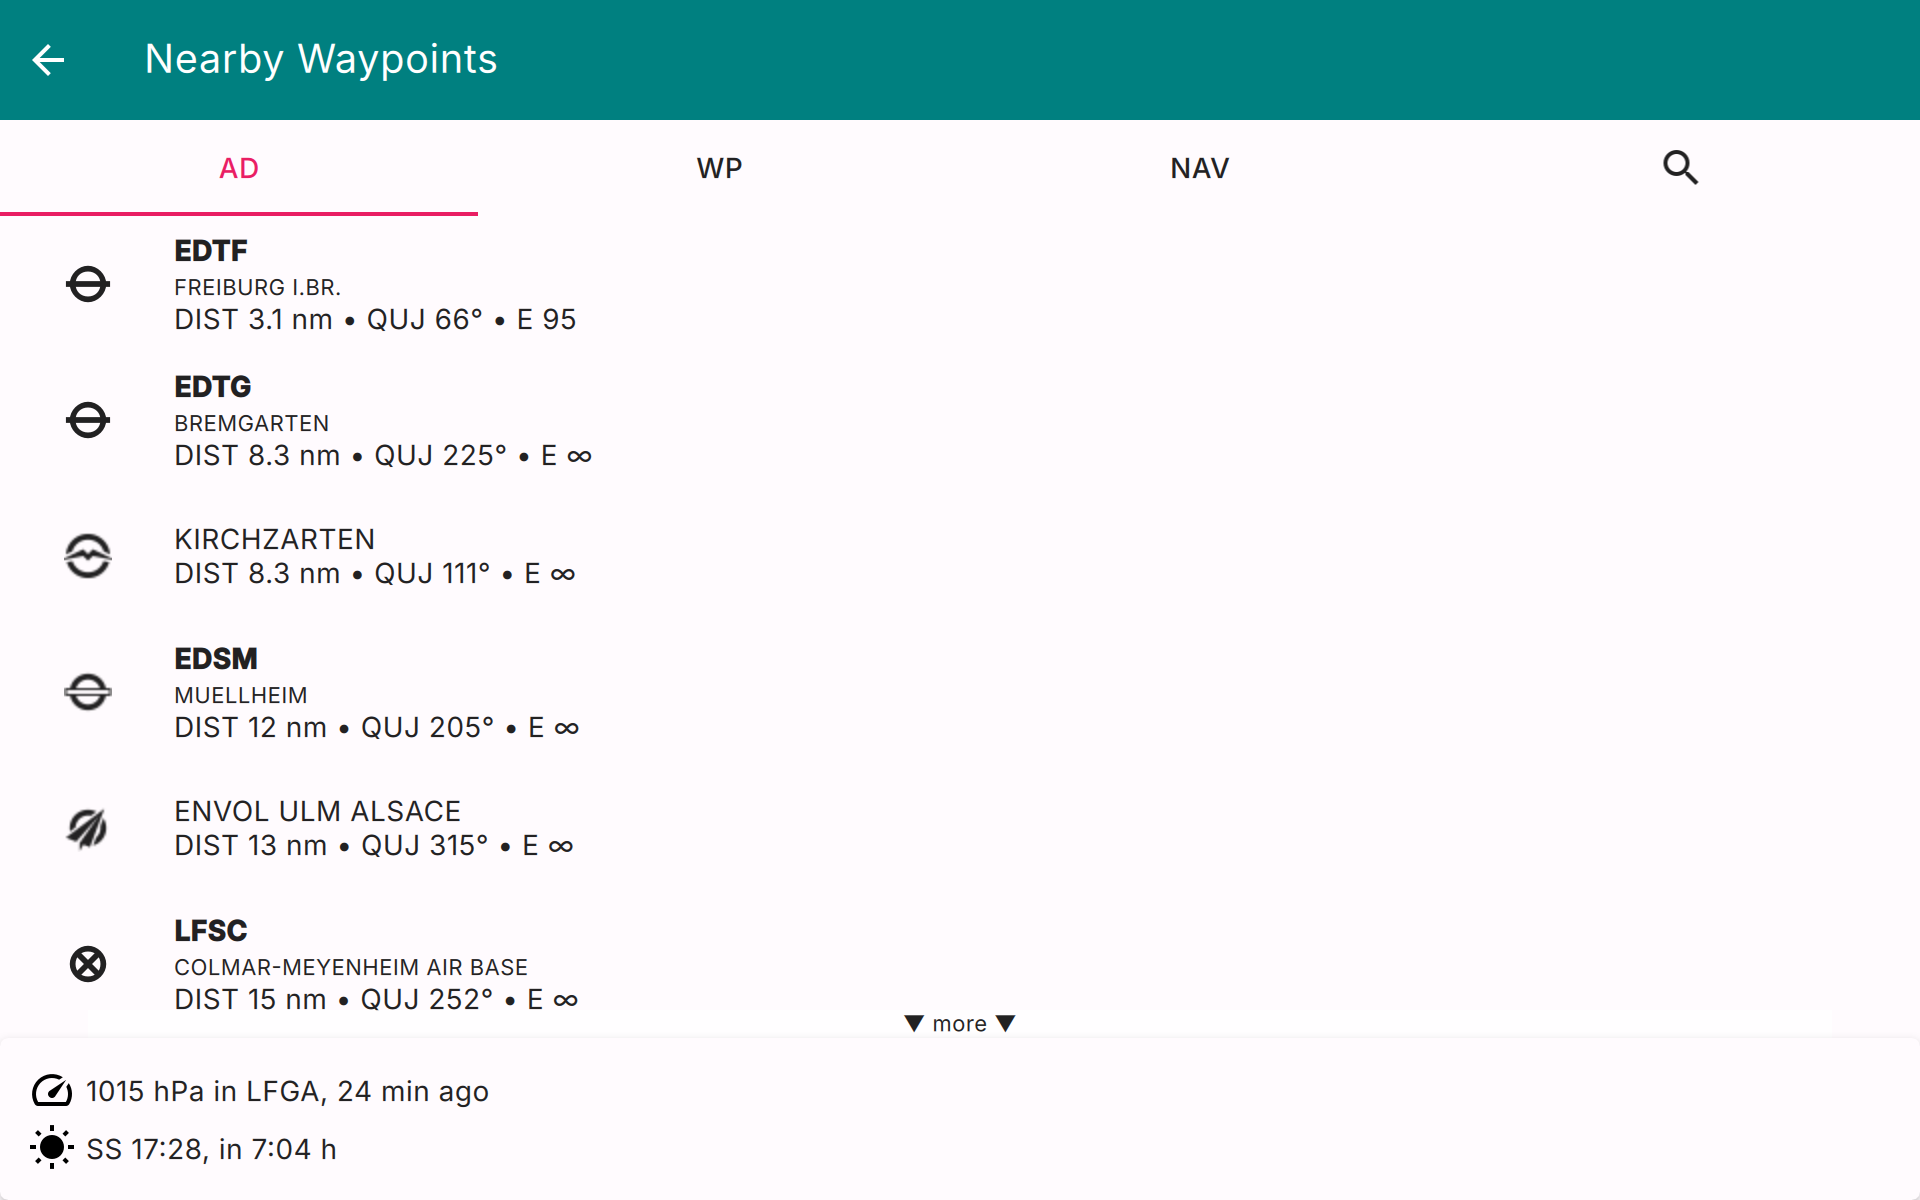 Nearby Waypoints
AD
WP
NAV
EDTF
FREIBURG I.BR.
DIST 3.1 nm • QUJ 66° • E 95
EDTG
BREMGARTEN
DIST 8.3 nm • QUJ 225° • E ∞
KIRCHZARTEN
DIST 8.3 nm • QUJ 111° • E ∞
EDSM
MUELLHEIM
DIST 12 nm • QUJ 205° • E ∞
ENVOL ULM ALSACE
DIST 13 nm • QUJ 315° • E ∞
LFSC
COLMAR-MEYENHEIM AIR BASE
DIST 15 nm • QUJ 252° • E ∞
▼ more ▼
1015 hPa in LFGA, 24 min ago
SS 17:28, in 7:04 h